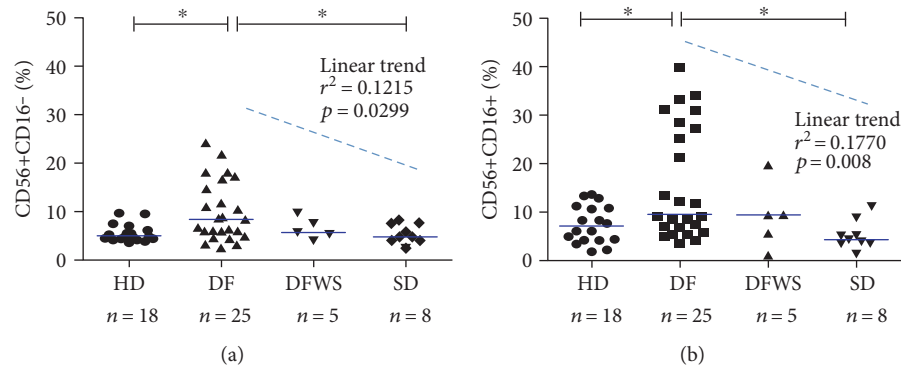 50
40
30
20
10
0
CD56+CD16- (%)
*
*
Linear trend
r² = 0.1215
p = 0.0299
HD
DF
DFWS
SD
n = 18
n = 25
n = 5
n = 8
(a)
50
40
30
20
10
0
CD56+CD16+ (%)
*
*
Linear trend
r² = 0.1770
p = 0.008
HD
DF
DFWS
SD
n = 18
n = 25
n = 5
n = 8
(b)